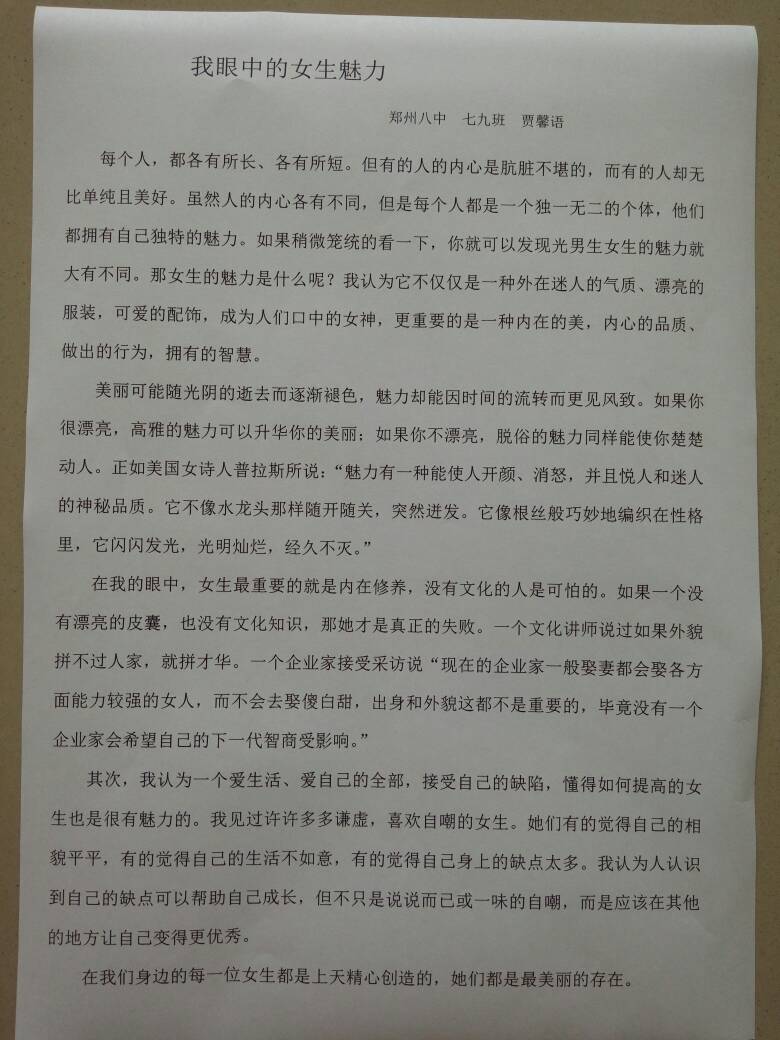 我眼中的女生魅力
郑州八中 七九班 贾馨语
每个人，都各有所长、各有所短。但有的人的内心是肮脏不堪的，而有的人却无
比单纯且美好。虽然人的内心各有不同，但是每个人都是一个独一无二的个体，他们
都拥有自己独特的魅力。如果稍微笼统的看一下，你就可以发现光男生女生的魅力就
大有不同。那女生的魅力是什么呢？我认为它不仅仅是一种外在迷人的气质、漂亮的
服装，可爱的配饰，成为人们口中的女神，更重要的是一种内在的美，内心的品质、
做出的行为，拥有的智慧。
美丽可能随光阴的逝去而逐渐褪色，魅力却能因时间的流转而更见风致。如果你
很漂亮，高雅的魅力可以升华你的美丽；如果你不漂亮，脱俗的魅力同样能使你楚楚
动人。正如美国女诗人普拉斯所说：“魅力有一种能使人开颜、消怒，并且悦人和迷人
的神秘品质。它不像水龙头那样随开随关，突然迸发。它像根丝般巧妙地编织在性格
里，它闪闪发光，光明灿烂，经久不灭。”
在我的眼中，女生最重要的就是内在修养，没有文化的人是可怕的。如果一个没
有漂亮的皮囊，也没有文化知识，那她才是真正的失败。一个文化讲师说过如果外貌
拼不过人家，就拼才华。一个企业家接受采访说“现在的企业家一般娶妻都会娶各方
面能力较强的女人，而不会去娶傻白甜，出身和外貌这都不是重要的，毕竟没有一个
企业家会希望自己的下一代智商受影响。”
其次，我认为一个爱生活、爱自己的全部，接受自己的缺陷，懂得如何提高的女
生也是很有魅力的。我见过许许多多谦虚，喜欢自嘲的女生。她们有的觉得自己的相
貌平平，有的觉得自己的生活不如意，有的觉得自己身上的缺点太多。我认为人认识
到自己的缺点可以帮助自己成长，但不只是说说而已或一味的自嘲，而是应该在其他
的地方让自己变得更优秀。
在我们身边的每一位女生都是上天精心创造的，她们都是最美丽的存在。